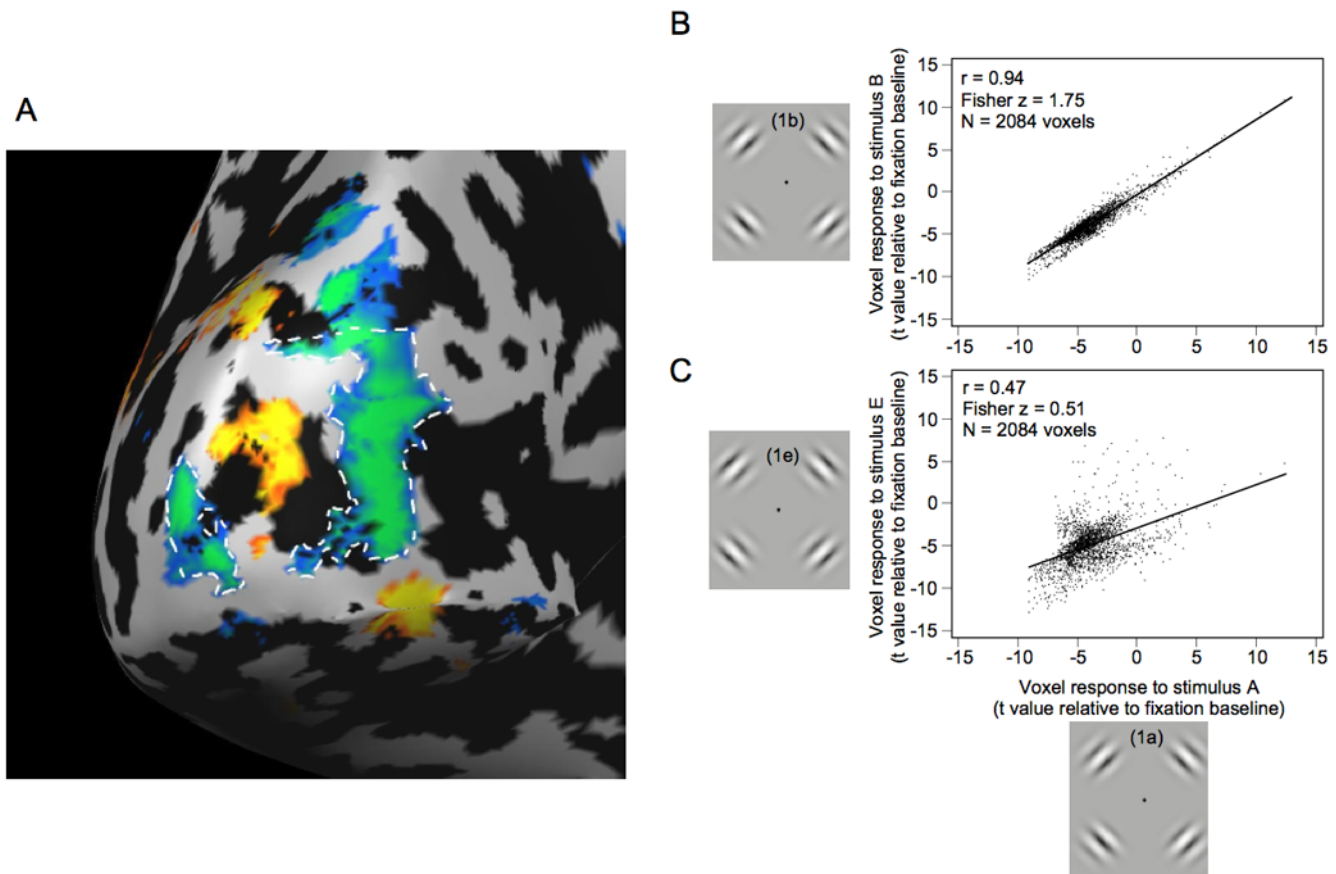 A
B
(1b)
Voxel response to stimulus B
(t value relative to fixation baseline)
15
10
5
0
-5
-10
-15
r = 0.94
Fisher z = 1.75
N = 2084 voxels
-15 -10 -5 0 5 10 15
C
(1e)
Voxel response to stimulus E
(t value relative to fixation baseline)
15
10
5
0
-5
-10
-15
r = 0.47
Fisher z = 0.51
N = 2084 voxels
-15 -10 -5 0 5 10 15
Voxel response to stimulus A
(t value relative to fixation baseline)
(1a)